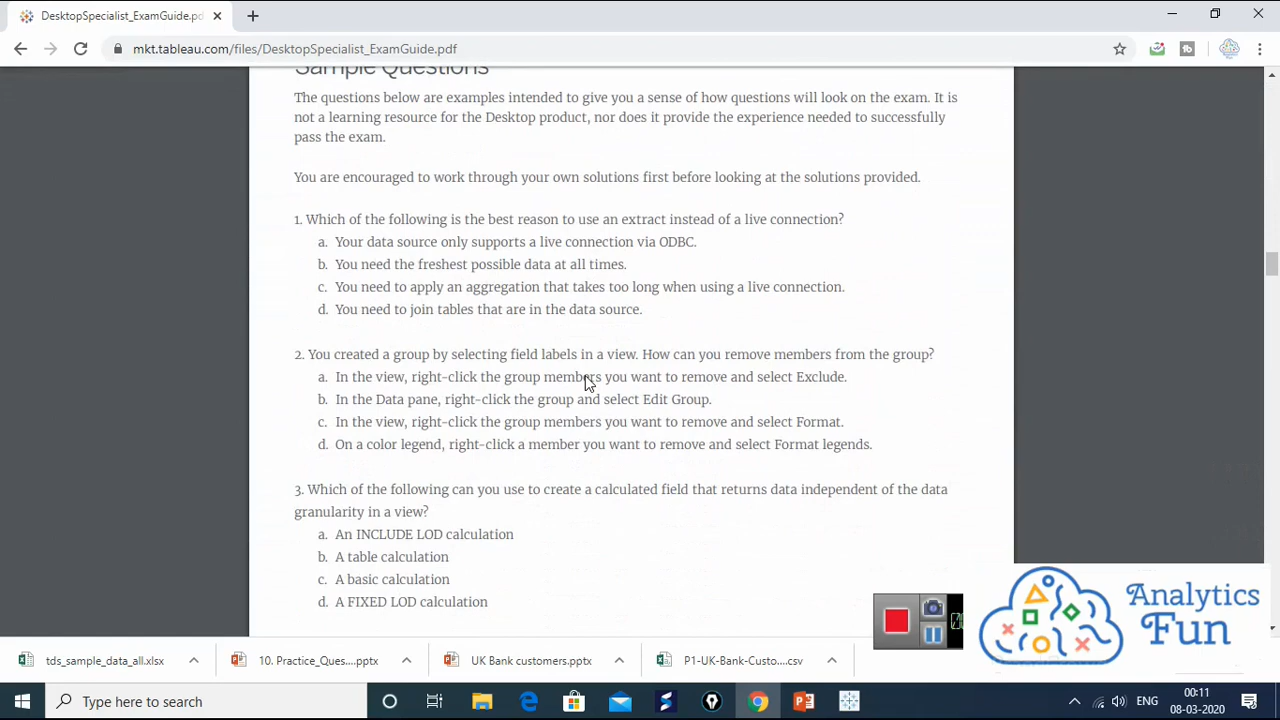 DesktopSpecialist_ExamGuide.pd
mkt.tableau.com/files/DesktopSpecialist_ExamGuide.pdf
Sample Questions
The questions below are examples intended to give you a sense of how questions will look on the exam. It is
not a learning resource for the Desktop product, nor does it provide the experience needed to successfully
pass the exam.
You are encouraged to work through your own solutions first before looking at the solutions provided.
1. Which of the following is the best reason to use an extract instead of a live connection?
a. Your data source only supports a live connection via ODBC.
b. You need the freshest possible data at all times.
c. You need to apply an aggregation that takes too long when using a live connection.
d. You need to join tables that are in the data source.
2. You created a group by selecting field labels in a view. How can you remove members from the group?
a. In the view, right-click the group members you want to remove and select Exclude.
b. In the Data pane, right-click the group and select Edit Group.
c. In the view, right-click the group members you want to remove and select Format.
d. On a color legend, right-click a member you want to remove and select Format legends.
3. Which of the following can you use to create a calculated field that returns data independent of the data
granularity in a view?
a. An INCLUDE LOD calculation
b. A table calculation
c. A basic calculation
d. A FIXED LOD calculation
Analytics
Fun
tds_sample_data_all.xlsx
10. Practice_Ques....pptx
UK Bank customers.pptx
P1-UK-Bank-Custo....csv
Type here to search
ENG
00:11
08-03-2020